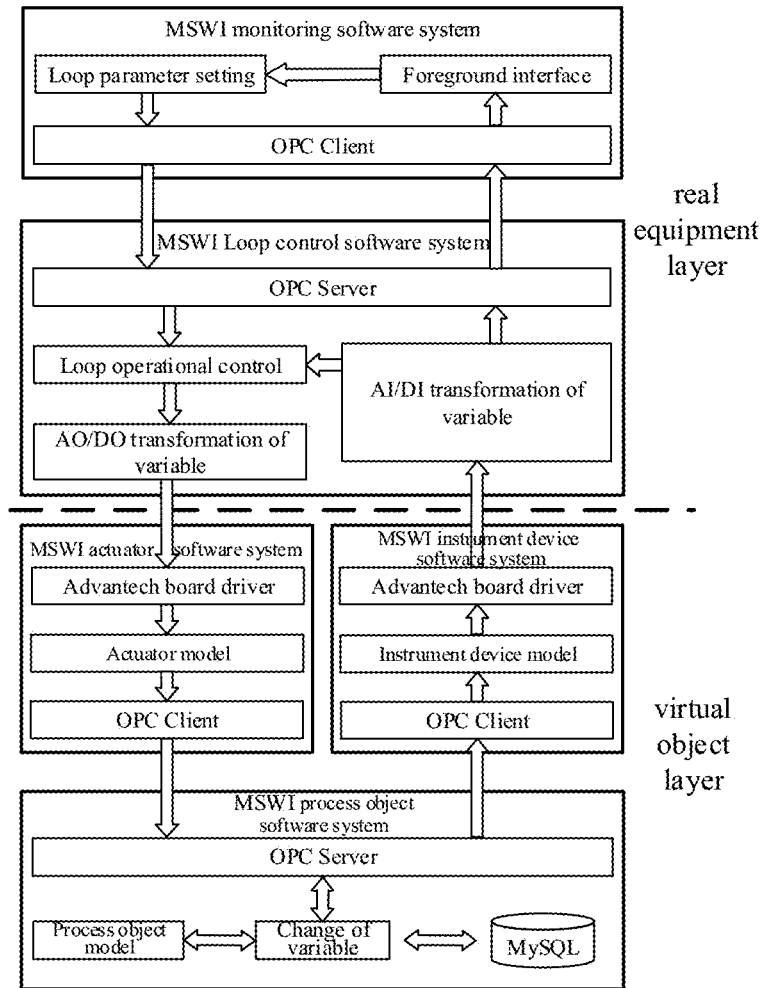 MSWI monitoring software system
Loop parameter setting
Foreground interface
OPC Client
real
equipment
layer
MSWI Loop control software system
OPC Server
Loop operational control
AI/DI transformation of
variable
AO/DO transformation of
variable
MSWI actuator software system
Advantech board driver
Actuator model
OPC Client
MSWI instrument device
software system
Advantech board driver
Instrument device model
OPC Client
virtual
object
layer
MSWI process object
software system
OPC Server
Process object
model
Change of
variable
MySQL